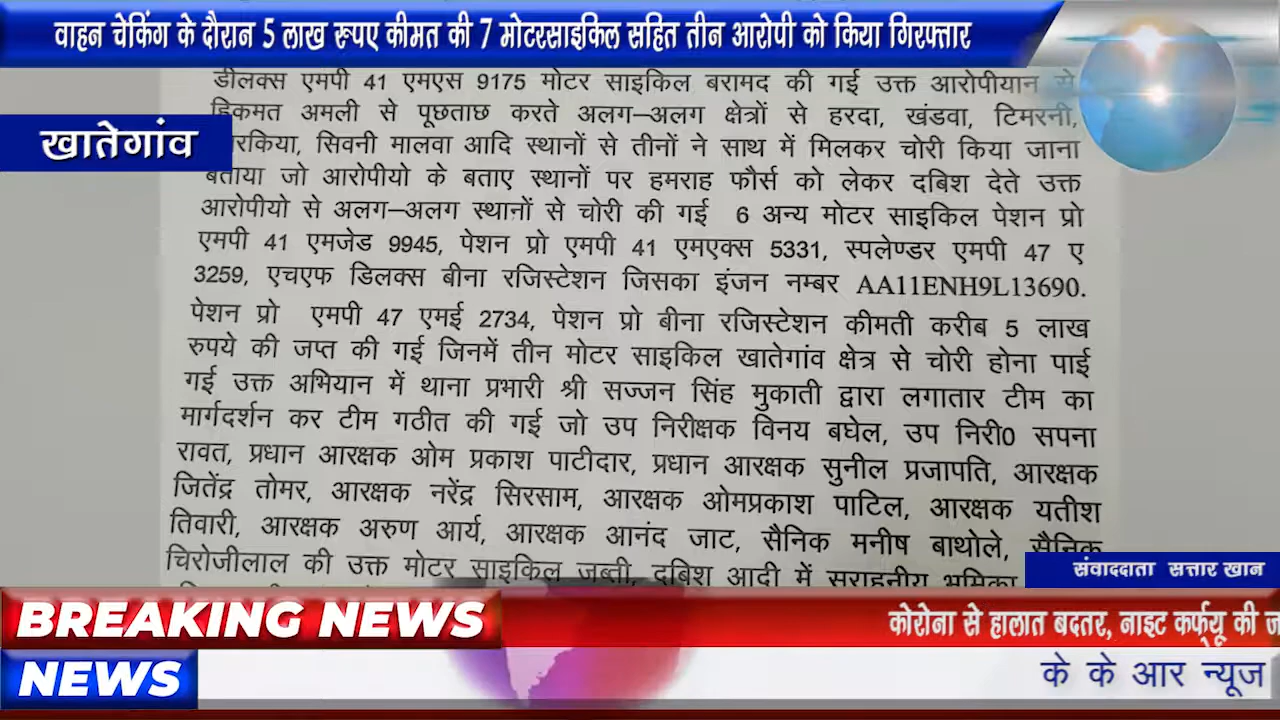 वाहन चेकिंग के दौरान 5 लाख रूपए कीमत की 7 मोटरसाइकिल सहित तीन आरोपी को किया गिरफ्तार
डीलक्स एमपी 41 एमएस 9175 मोटर साइकिल बरामद की गई उक्त आरोपीयान से
हिकमत अमली से पूछताछ करते अलग–अलग क्षेत्रों से हरदा, खंडवा, टिमरनी,
खातेगांव
सिवनी मालवा आदि स्थानों से तीनों ने साथ में मिलकर चोरी किया जाना
बताया जो आरोपीयो के बताए स्थानों पर हमराह फौर्स को लेकर दबिश देते उक्त
आरोपीयो से अलग–अलग स्थानों से चोरी की गई 6 अन्य मोटर साइकिल पेशन प्रो
एमपी 41 एमजेड 9945, पेशन प्रो एमपी 41 एमएक्स 5331, स्पलेण्डर एमपी 47 ए
3259, एचएफ डिलक्स बीना रजिस्टेशन जिसका इंजन नम्बर AA11ENH9L13690.
पेशन प्रो एमपी 47 एमई 2734, पेशन प्रो बीना रजिस्टेशन कीमती करीब 5 लाख
रुपये की जप्त की गई जिनमें तीन मोटर साइकिल खातेगांव क्षेत्र से चोरी होना पाई
गई उक्त अभियान में थाना प्रभारी श्री सज्जन सिंह मुकाती द्वारा लगातार टीम का
मार्गदर्शन कर टीम गठीत की गई जो उप निरीक्षक विनय बघेल, उप निरी0 सपना
रावत, प्रधान आरक्षक ओम प्रकाश पाटीदार, प्रधान आरक्षक सुनील प्रजापति, आरक्षक
जितेंद्र तोमर, आरक्षक नरेंद्र सिरसाम, आरक्षक ओमप्रकाश पाटिल, आरक्षक यतीश
तिवारी, आरक्षक अरुण आर्य, आरक्षक आनंद जाट, सैनिक मनीष बाथोले, सैनिक
चिरोजीलाल की उक्त मोटर साइकिल जब्ती, दबिश आदी में सराहनीय भूमिका
संवाददाता सत्तार खान
BREAKING NEWS
कोरोना से हालात बदतर, नाइट कर्फ्यू की ज
NEWS
के के आर न्यूज